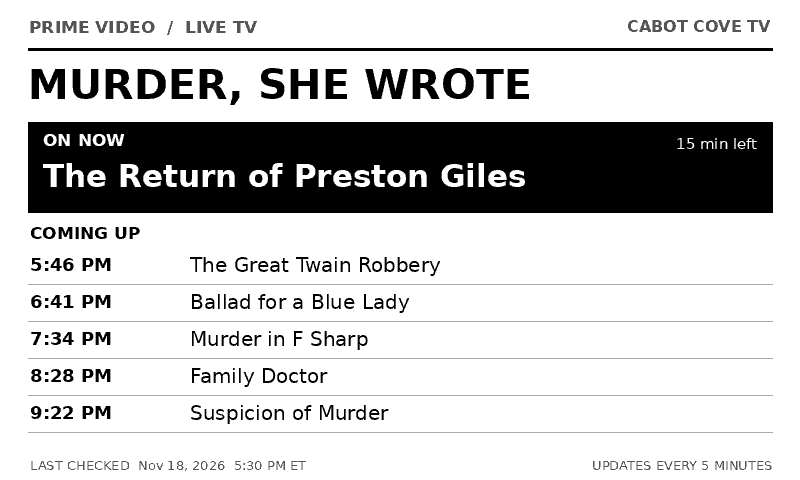 PRIME VIDEO / LIVE TV
CABOT COVE TV
MURDER, SHE WROTE
ON NOW
15 min left
The Return of Preston Giles
COMING UP
5:46 PM The Great Twain Robbery
6:41 PM Ballad for a Blue Lady
7:34 PM Murder in F Sharp
8:28 PM Family Doctor
9:22 PM Suspicion of Murder
LAST CHECKED Nov 18, 2026 5:30 PM ET
UPDATES EVERY 5 MINUTES